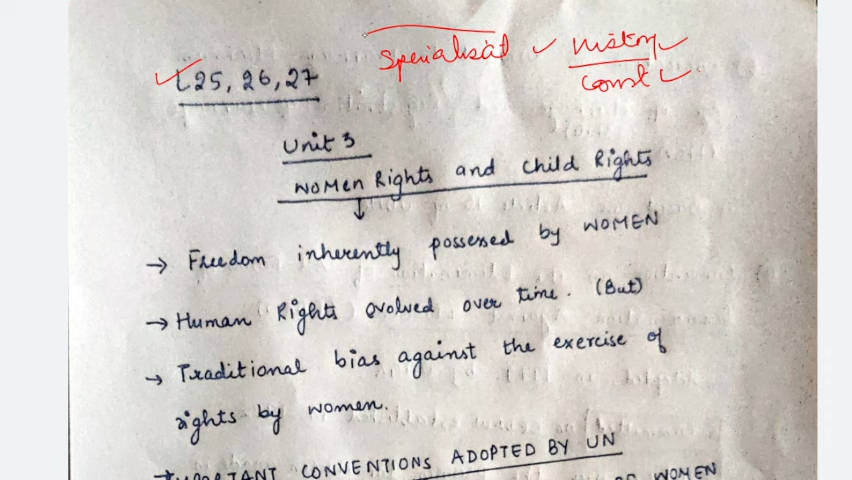 Specialisat History
Const
25, 26, 27
Unit 3
WOMEN Rights and Child Rights
→ Freedom inherently possessed by WOMEN
→ Human Rights evolved over time. (But)
→ Traditional bias against the exercise of
rights by women.
→ IMPORTANT CONVENTIONS ADOPTED BY UN
OF WOMEN